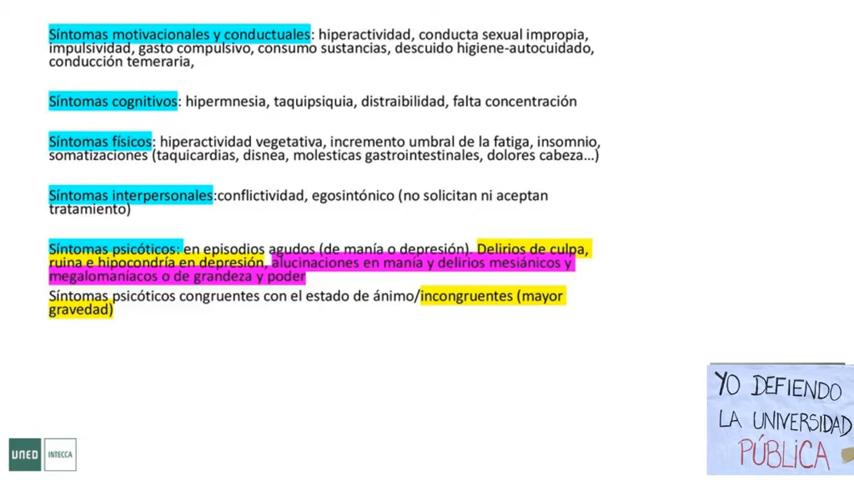 Síntomas motivacionales y conductuales: hiperactividad, conducta sexual impropia,
impulsividad, gasto compulsivo, consumo sustancias, descuido higiene-autocuidado,
conducción temeraria,
Síntomas cognitivos: hipermnesia, taquipsiquia, distraibilidad, falta concentración
Síntomas físicos: hiperactividad vegetativa, incremento umbral de la fatiga, insomnio,
somatizaciones (taquicardias, disnea, molesticas gastrointestinales, dolores cabeza...)
Síntomas interpersonales:conflictividad, egosintónico (no solicitan ni aceptan
tratamiento)
Síntomas psicóticos: en episodios agudos (de manía o depresión). Delirios de culpa,
ruina e hipocondría en depresión, alucinaciones en manía y delirios mesiánicos y
megalomaníacos o de grandeza y poder
Síntomas psicóticos congruentes con el estado de ánimo/incongruentes (mayor
gravedad)
YO DEFIENDO
LA UNIVERSIDAD
PÚBLICA
UNED INTECCA